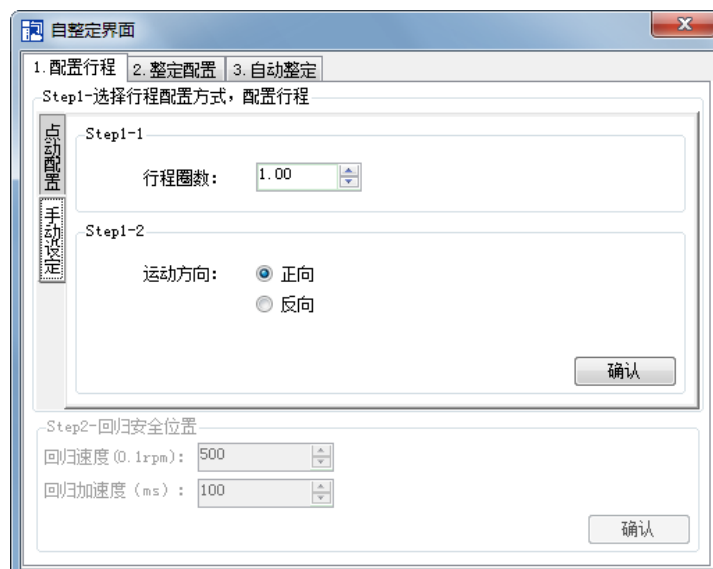 自整定界面
1.配置行程 2.整定配置 3.自动整定
Step1-选择行程配置方式，配置行程
点动配置
手动设定
Step1-1
行程圈数： 1.00
Step1-2
运动方向： 正向
反向
确认
Step2-回归安全位置
回归速度(0.1rpm)： 500
回归加速度（ms）： 100
确认